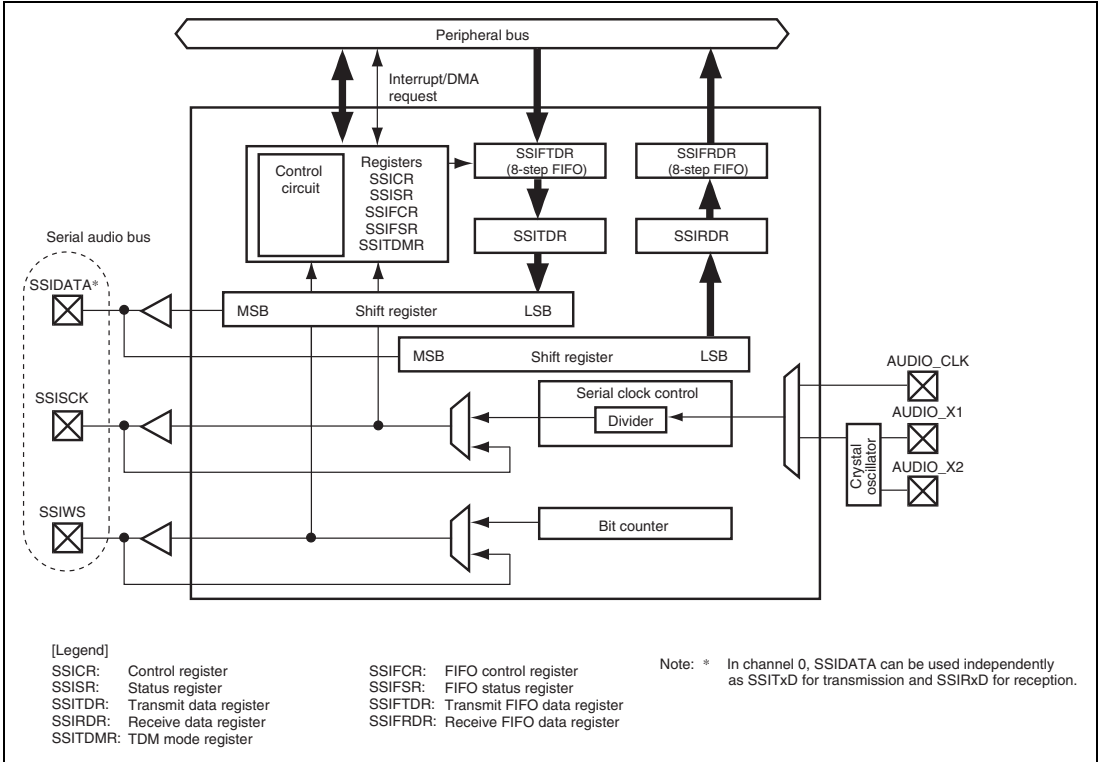 Peripheral bus
Interrupt/DMA
request
Control
circuit
Registers
SSICR
SSISR
SSIFCR
SSIFSR
SSITDMR
SSIFTDR
(8-step FIFO)
SSIFRDR
(8-step FIFO)
SSITDR
SSIRDR
Serial audio bus
SSIDATA*
MSB Shift register LSB
MSB Shift register LSB
SSISCK
Serial clock control
Divider
AUDIO_CLK
AUDIO_X1
AUDIO_X2
Crystal
oscillator
SSIWS
Bit counter
[Legend]
SSICR: Control register
SSISR: Status register
SSITDR: Transmit data register
SSIRDR: Receive data register
SSITDMR: TDM mode register
SSIFCR: FIFO control register
SSIFSR: FIFO status register
SSIFTDR: Transmit FIFO data register
SSIFRDR: Receive FIFO data register
Note: * In channel 0, SSIDATA can be used independently
as SSITxD for transmission and SSIRxD for reception.